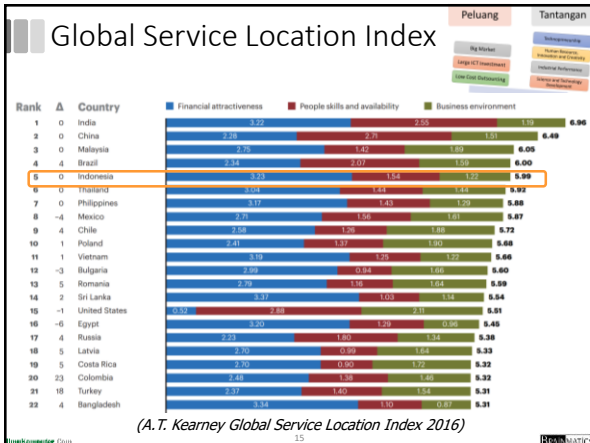 Peluang
Tantangan
Global Service Location Index
Big Market
Large ICT Investment
Low Cost Outsourcing
Technopreneurship
Human Resource, Innovation and Creativity
Industrial Performance
Science and Technology Development
Rank Δ Country Financial attractiveness People skills and availability Business environment
1 0 India 3.22 2.55 1.19 6.96
2 0 China 2.28 2.71 1.51 6.49
3 0 Malaysia 2.75 1.42 1.89 6.05
4 4 Brazil 2.34 2.07 1.59 6.00
5 0 Indonesia 3.23 1.54 1.22 5.99
6 0 Thailand 3.04 1.44 1.44 5.92
7 0 Philippines 3.17 1.43 1.29 5.88
8 -4 Mexico 2.71 1.56 1.61 5.87
9 4 Chile 2.58 1.26 1.88 5.72
10 1 Poland 2.41 1.37 1.90 5.68
11 1 Vietnam 3.19 1.25 1.22 5.66
12 -3 Bulgaria 2.99 0.94 1.66 5.60
13 5 Romania 2.79 1.16 1.64 5.59
14 2 Sri Lanka 3.37 1.03 1.14 5.54
15 -1 United States 0.52 2.88 2.11 5.51
16 -6 Egypt 3.20 1.29 0.96 5.45
17 4 Russia 2.23 1.80 1.34 5.38
18 5 Latvia 2.70 0.99 1.64 5.33
19 5 Costa Rica 2.70 0.90 1.72 5.32
20 23 Colombia 2.48 1.38 1.46 5.32
21 18 Turkey 2.37 1.40 1.54 5.31
22 4 Bangladesh 3.34 1.10 0.87 5.31
(A.T. Kearney Global Service Location Index 2016)
15
BRAINMATICS